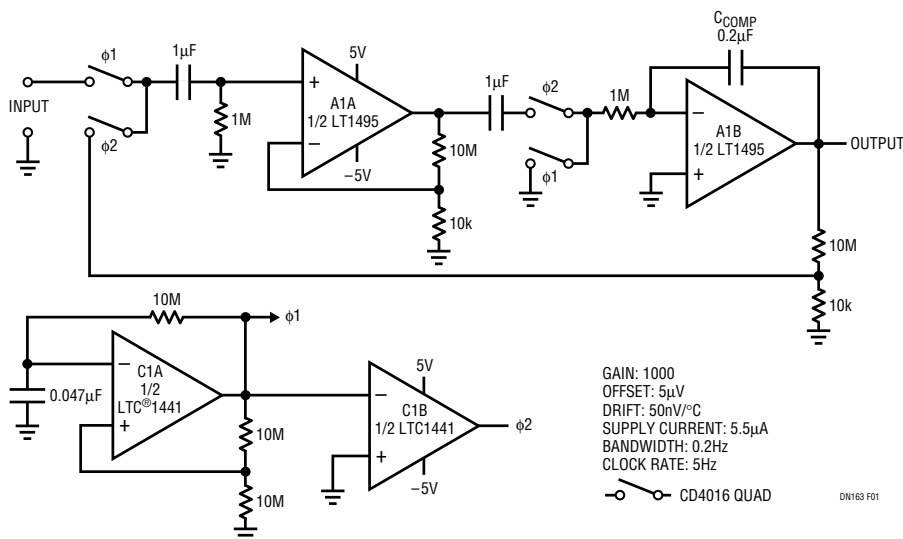 INPUT
ϕ1
ϕ2
1µF
1M
+
–
5V
A1A
1/2 LT1495
–5V
10M
10k
1µF
ϕ2
ϕ1
1M
CCOMP
0.2µF
–
+
A1B
1/2 LT1495
OUTPUT
10M
10k
10M
ϕ1
0.047µF
–
+
C1A
1/2
LTC®1441
10M
10M
–
+
5V
C1B
1/2 LTC1441
–5V
ϕ2
GAIN: 1000
OFFSET: 5µV
DRIFT: 50nV/°C
SUPPLY CURRENT: 5.5µA
BANDWIDTH: 0.2Hz
CLOCK RATE: 5Hz
CD4016 QUAD
DN163 F01